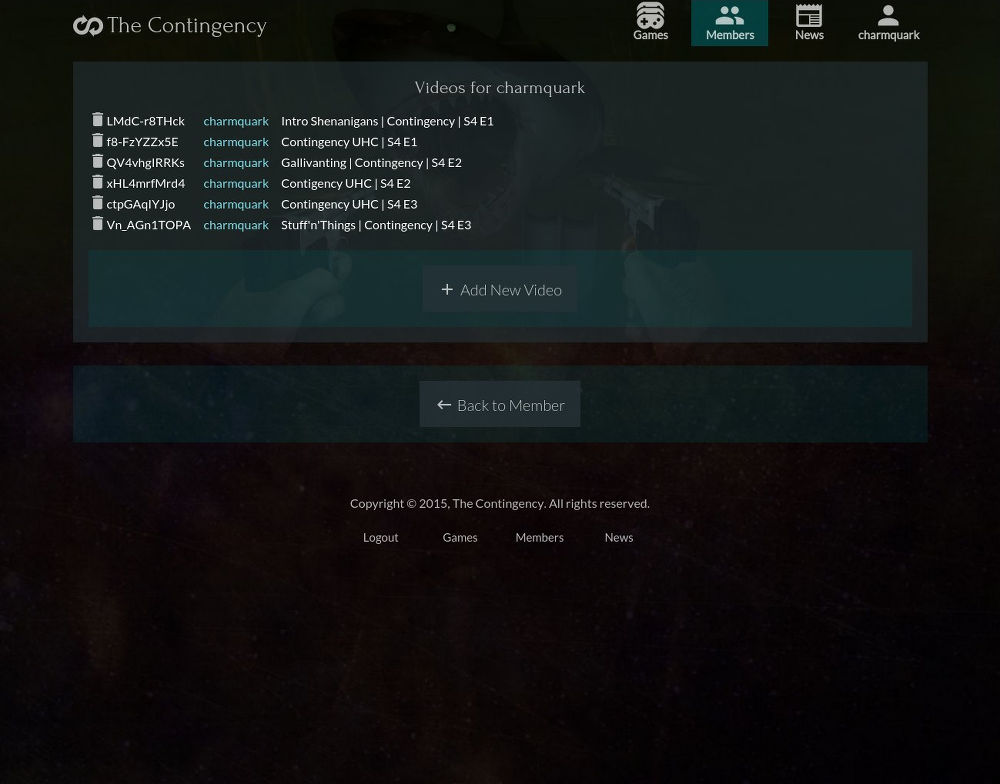 The Contingency
Games Members News charmquark
Videos for charmquark
LMdC-r8THck charmquark Intro Shenanigans | Contingency | S4 E1
f8-FzYZZx5E charmquark Contingency UHC | S4 E1
QV4vhgIRRKs charmquark Gallivanting | Contingency | S4 E2
xHL4mrfMrd4 charmquark Contigency UHC | S4 E2
ctpGAqIYJjo charmquark Contingency UHC | S4 E3
Vn_AGn1TOPA charmquark Stuff'n'Things | Contingency | S4 E3
+ Add New Video
← Back to Member
Copyright © 2015, The Contingency. All rights reserved.
Logout Games Members News